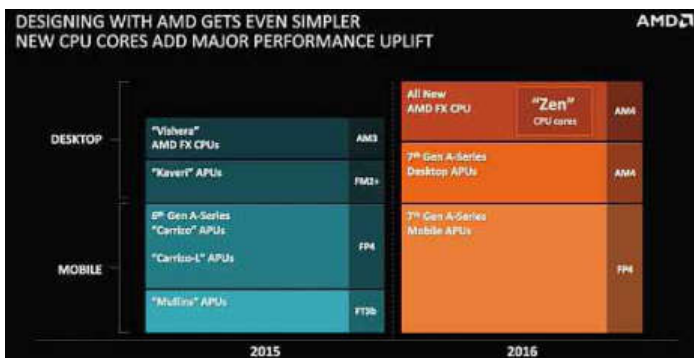 DESIGNING WITH AMD GETS EVEN SIMPLER
NEW CPU CORES ADD MAJOR PERFORMANCE UPLIFT
AMD
DESKTOP
"Vishera"
AMD FX CPUs
AM3
"Kaveri" APUs
FM2+
MOBILE
6th Gen A-Series
"Carrizo" APUs
"Carrizo-L" APUs
FP4
"Mullins" APUs
FT3b
2015
All New
AMD FX CPU
"Zen"
CPU cores
AM4
7th Gen A-Series
Desktop APUs
AM4
7th Gen A-Series
Mobile APUs
FP4
2016